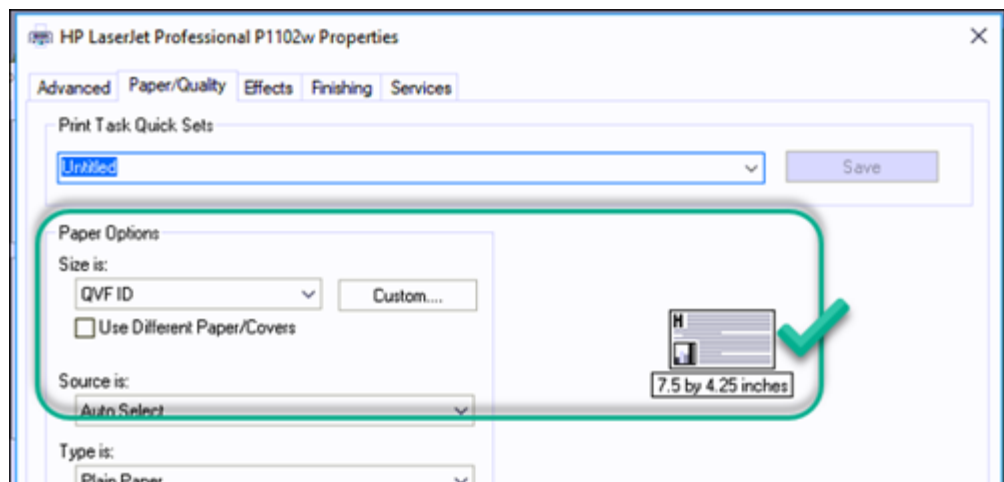 HP LaserJet Professional P1102w Properties
Advanced Paper/Quality Effects Finishing Services
Print Task Quick Sets
Untitled Save
Paper Options
Size is:
QVF ID Custom....
Use Different Paper/Covers
H
7.5 by 4.25 inches
Source is:
Auto Select
Type is:
Plain Paper